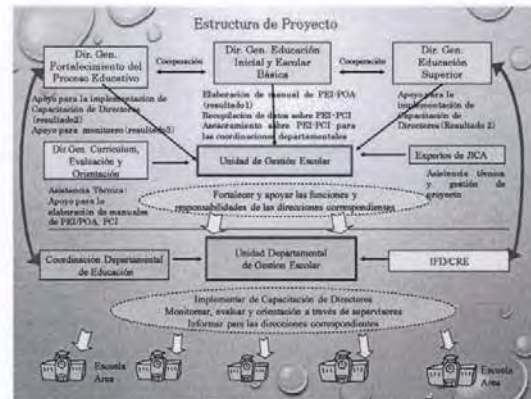 Estructura de Proyecto
Dir. Gen.
Fortalecimiento del
Proceso Educativo
Cooperación
Dir. Gen. Educación
Inicial y Escolar
Básica
Cooperación
Dir. Gen.
Educación
Superior
Apoyo para la implementación de
Capacitación de Directores
(resultado2)
Apoyo para monitoreo (resultado3)
Elaboración de manual de PEI/POA
(resultado1)
Recopilación de datos sobre PEI-PCI
Asesoramiento sobre PEI-PCI para
las coordinaciones departamentales
Apoyo para la
implementación de
Capacitación de
Directores (Resultado 2)
Dir.Gen. Curriculum,
Evaluación y
Orientación
Unidad de Gestión Escolar
Expertos de JICA
Asistencia Técnica:
Apoyo para la
elaboración de manuales
de PEI/POA, PCI
Asistencia técnica
y gestión de
proyecto
Fortalecer y apoyar las funciones y
responsabilidades de las direcciones correspondientes
Coordinación Departamental
de Educación
Unidad Departamental
de Gestión Escolar
IFD/CRE
Implementar de Capacitación de Directores
Monitorear, evaluar y orientación a través de supervisores
Informar para las direcciones correspondientes
Escuela
Area
Escuela
Area